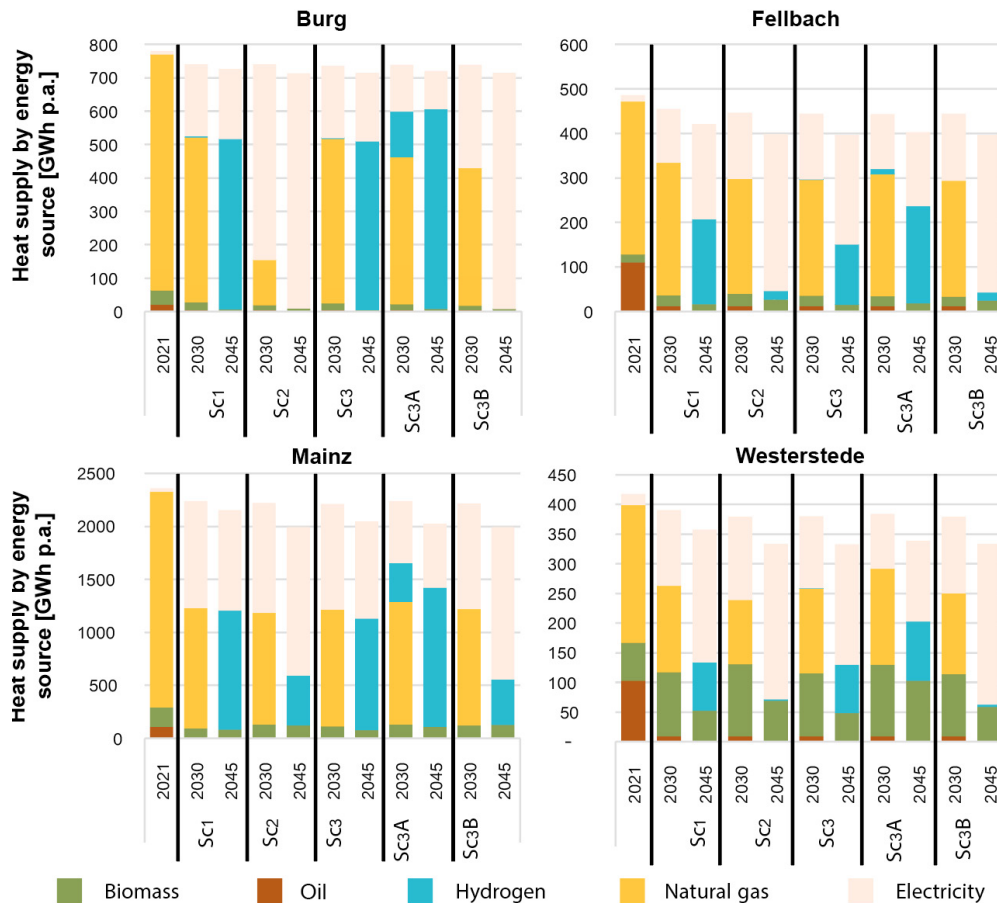 Burg
Fellbach
Heat supply by energy
source [GWh p.a.]
800
700
600
500
400
300
200
100
0
2021 2030 2045 2030 2045 2030 2045 2030 2045 2030 2045
Sc1 Sc2 Sc3 Sc3A Sc3B
600
500
400
300
200
100
0
2021 2030 2045 2030 2045 2030 2045 2030 2045 2030 2045
Sc1 Sc2 Sc3 Sc3A Sc3B
Mainz
Westerstede
Heat supply by energy
source [GWh p.a.]
2500
2000
1500
1000
500
0
2021 2030 2045 2030 2045 2030 2045 2030 2045 2030 2045
Sc1 Sc2 Sc3 Sc3A Sc3B
450
400
350
300
250
200
150
100
50
-
2021 2030 2045 2030 2045 2030 2045 2030 2045 2030 2045
Sc1 Sc2 Sc3 Sc3A Sc3B
Biomass Oil Hydrogen Natural gas Electricity